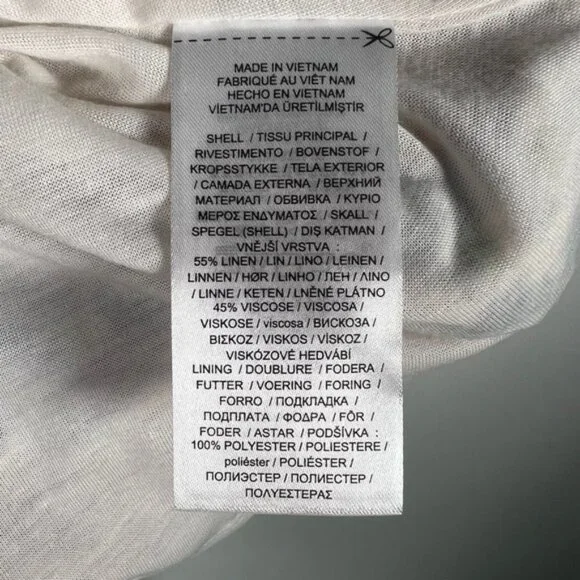 MADE IN VIETNAM
FABRIQUÉ AU VIÊT NAM
HECHO EN VIETNAM
VİETNAM'DA ÜRETİLMİŞTİR
SHELL / TISSU PRINCIPAL /
RIVESTIMENTO / BOVENSTOF /
KROPSSTYKKE / TELA EXTERIOR
/ CAMADA EXTERNA / ВЕРХНИЙ
МАТЕРИАЛ / ОБВИВКА / ΚΥΡΙΟ
ΜΕΡΟΣ ΕΝΔΥΜΑΤΟΣ / SKALL /
SPEGEL (SHELL) / DIŞ KATMAN /
VNĚJŠÍ VRSTVA :
55% LINEN / LIN / LINO / LEINEN /
LINNEN / HØR / LINHO / ЛЕН / ΛΙΝΟ
/ LINNE / KETEN / LNĚNÉ PLÁTNO
45% VISCOSE / VISCOSA /
VISKOSE / viscosa / ВИСКОЗА /
ΒΙΣΚΟΖ / VISKOS / VİSKOZ /
VISKÓZOVÉ HEDVÁBÍ
LINING / DOUBLURE / FODERA /
FUTTER / VOERING / FORING /
FORRO / ПОДКЛАДКА /
ПОДПЛАТА / ΦΟΔΡΑ / FÔR /
FODER / ASTAR / PODŠÍVKA :
100% POLYESTER / POLIESTERE /
poliéster / POLIÉSTER /
ПОЛИЭСТЕР / ПОЛИЕСТЕР /
ΠΟΛΥΕΣΤΕΡΑΣ